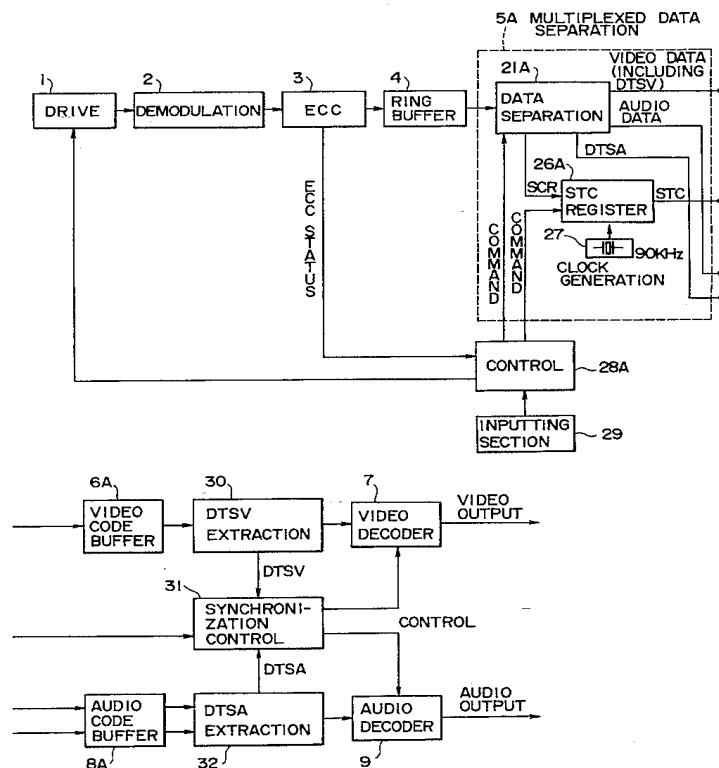 5A MULTIPLEXED DATA
SEPARATION
1
DRIVE
2
DEMODULATION
3
ECC
4
RING
BUFFER
21A
DATA
SEPARATION
VIDEO DATA
(INCLUDING
DTSV)
AUDIO
DATA
DTSA
SCR
26A
STC
REGISTER
STC
27
90KHz
CLOCK
GENERATION
ECC STATUS
COMMAND
COMMAND
CONTROL
28A
INPUTTING
SECTION
29
6A
VIDEO
CODE
BUFFER
30
DTSV
EXTRACTION
7
VIDEO
DECODER
VIDEO
OUTPUT
DTSV
31
SYNCHRONI-
ZATION
CONTROL
CONTROL
DTSA
AUDIO
CODE
BUFFER
8A
DTSA
EXTRACTION
32
AUDIO
DECODER
9
AUDIO
OUTPUT